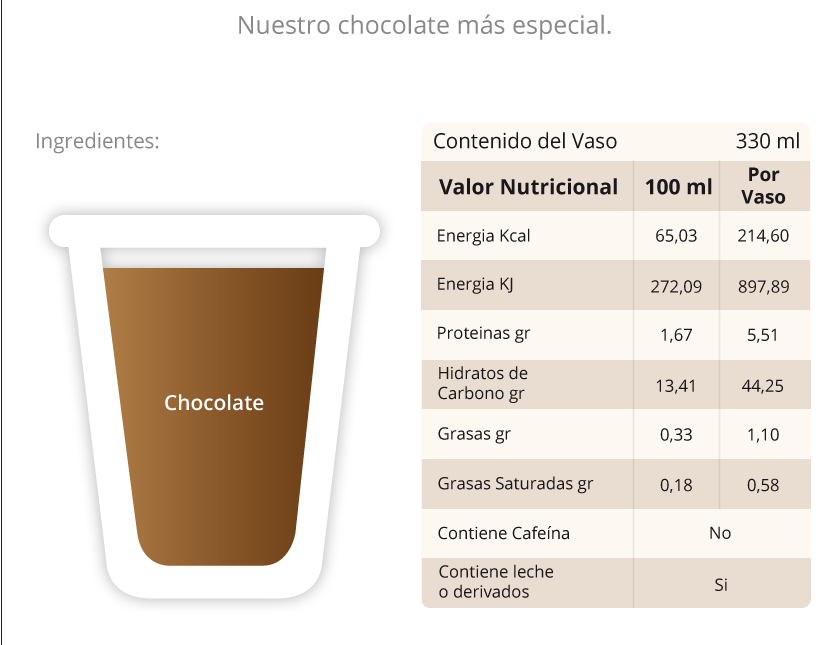 Nuestro chocolate más especial.
Ingredientes:
Chocolate
Contenido del Vaso 330 ml
Valor Nutricional 100 ml Por Vaso
Energia Kcal 65,03 214,60
Energia KJ 272,09 897,89
Proteinas gr 1,67 5,51
Hidratos de
Carbono gr 13,41 44,25
Grasas gr 0,33 1,10
Grasas Saturadas gr 0,18 0,58
Contiene Cafeína No
Contiene leche
o derivados Si